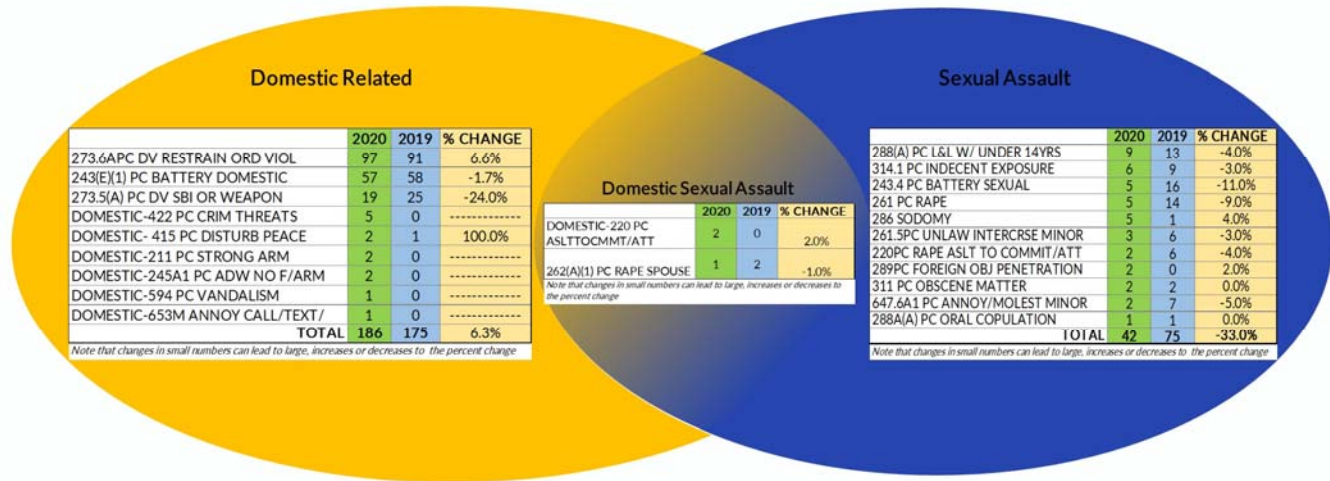 Domestic Related
2020 2019 % CHANGE
273.6APC DV RESTRAIN ORD VIOL 97 91 6.6%
243(E)(1) PC BATTERY DOMESTIC 57 58 -1.7%
273.5(A) PC DV SBI OR WEAPON 19 25 -24.0%
DOMESTIC-422 PC CRIM THREATS 5 0 -------------
DOMESTIC- 415 PC DISTURB PEACE 2 1 100.0%
DOMESTIC-211 PC STRONG ARM 2 0 -------------
DOMESTIC-245A1 PC ADW NO F/ARM 2 0 -------------
DOMESTIC-594 PC VANDALISM 1 0 -------------
DOMESTIC-653M ANNOY CALL/TEXT/ 1 0 -------------
TOTAL 186 175 6.3%
Note that changes in small numbers can lead to large, increases or decreases to the percent change
Domestic Sexual Assault
2020 2019 % CHANGE
DOMESTIC-220 PC
ASLTTOCMMT/ATT 2 0 2.0%
262(A)(1) PC RAPE SPOUSE 1 2 -1.0%
Note that changes in small numbers can lead to large, increases or decreases to
the percent change
Sexual Assault
2020 2019 % CHANGE
288(A) PC L&L W/ UNDER 14YRS 9 13 -4.0%
314.1 PC INDECENT EXPOSURE 6 9 -3.0%
243.4 PC BATTERY SEXUAL 5 16 -11.0%
261 PC RAPE 5 14 -9.0%
286 SODOMY 5 1 4.0%
261.5PC UNLAW INTERCRSE MINOR 3 6 -3.0%
220PC RAPE ASLT TO COMMIT/ATT 2 6 -4.0%
289PC FOREIGN OBJ PENETRATION 2 0 2.0%
311 PC OBSCENE MATTER 2 2 0.0%
647.6A1 PC ANNOY/MOLEST MINOR 2 7 -5.0%
288A(A) PC ORAL COPULATION 1 1 0.0%
TOTAL 42 75 -33.0%
Note that changes in small numbers can lead to large, increases or decreases to the percent change